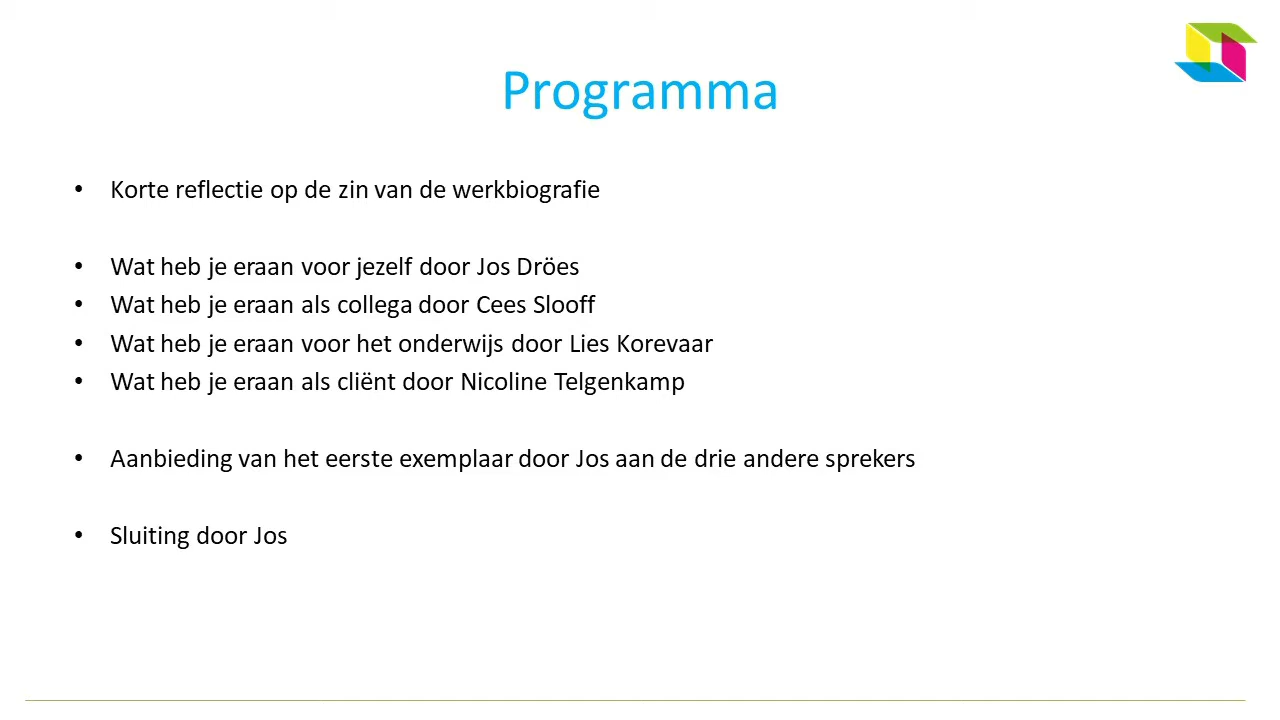 Programma
• Korte reflectie op de zin van de werkbiografie
• Wat heb je eraan voor jezelf door Jos Dröes
• Wat heb je eraan als collega door Cees Slooff
• Wat heb je eraan voor het onderwijs door Lies Korevaar
• Wat heb je eraan als cliënt door Nicoline Telgenkamp
• Aanbieding van het eerste exemplaar door Jos aan de drie andere sprekers
• Sluiting door Jos